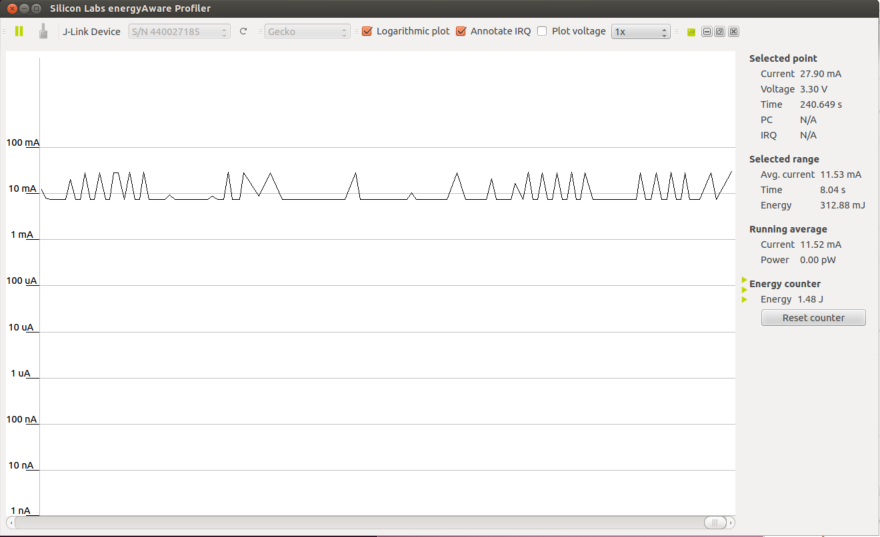 Silicon Labs energyAware Profiler
J-Link Device S/N 440027185 Gecko Logarithmic plot Annotate IRQ Plot voltage 1x
100 mA
10 mA
1 mA
100 uA
10 uA
1 uA
100 nA
10 nA
1 nA
Selected point
Current 27.90 mA
Voltage 3.30 V
Time 240.649 s
PC N/A
IRQ N/A
Selected range
Avg. current 11.53 mA
Time 8.04 s
Energy 312.88 mJ
Running average
Current 11.52 mA
Power 0.00 pW
Energy counter
Energy 1.48 J
Reset counter